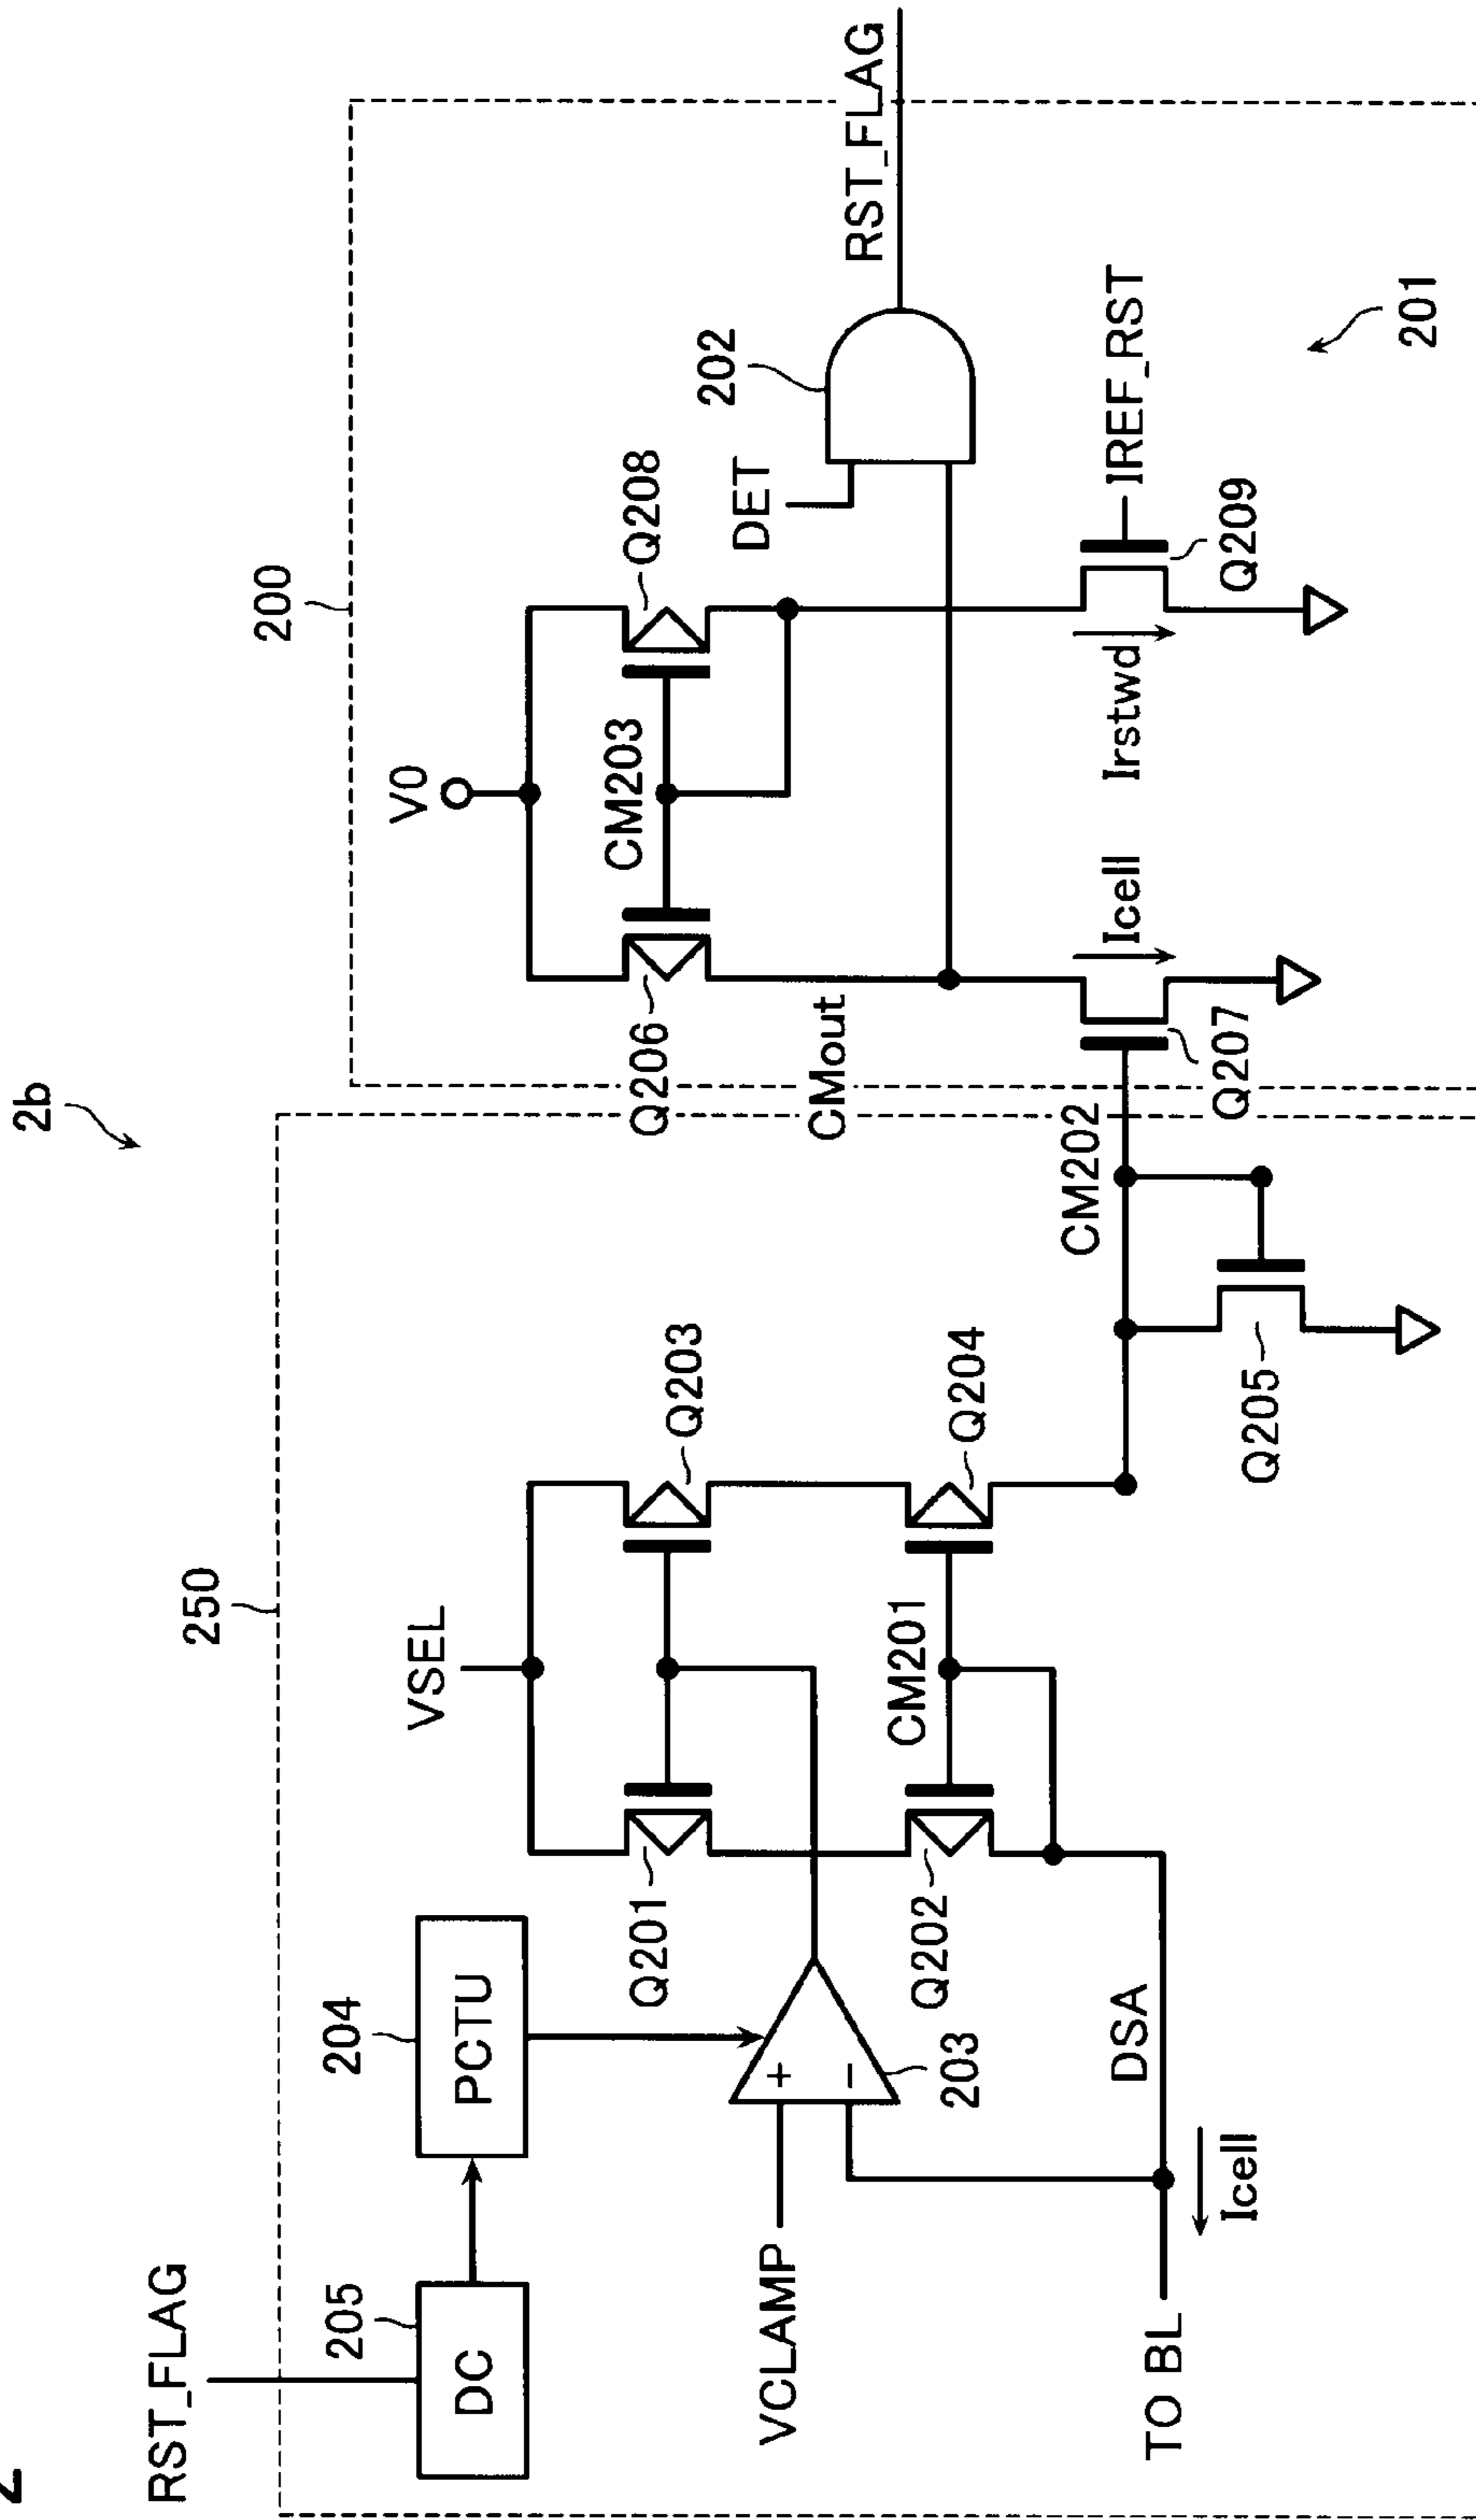 2b
RST_FLAG
250
200
205
DC
204
PCTU
VSEL
V0
Q201
Q203
Q206
CM203
Q208
VCLAMP
+
−
203
Q202
CM201
Q204
CMout
DET
202
RST_FLAG
TO BL
DSA
Icell
CM202
Icell
Irstwd
IREF_RST
Q205
Q207
Q209
201